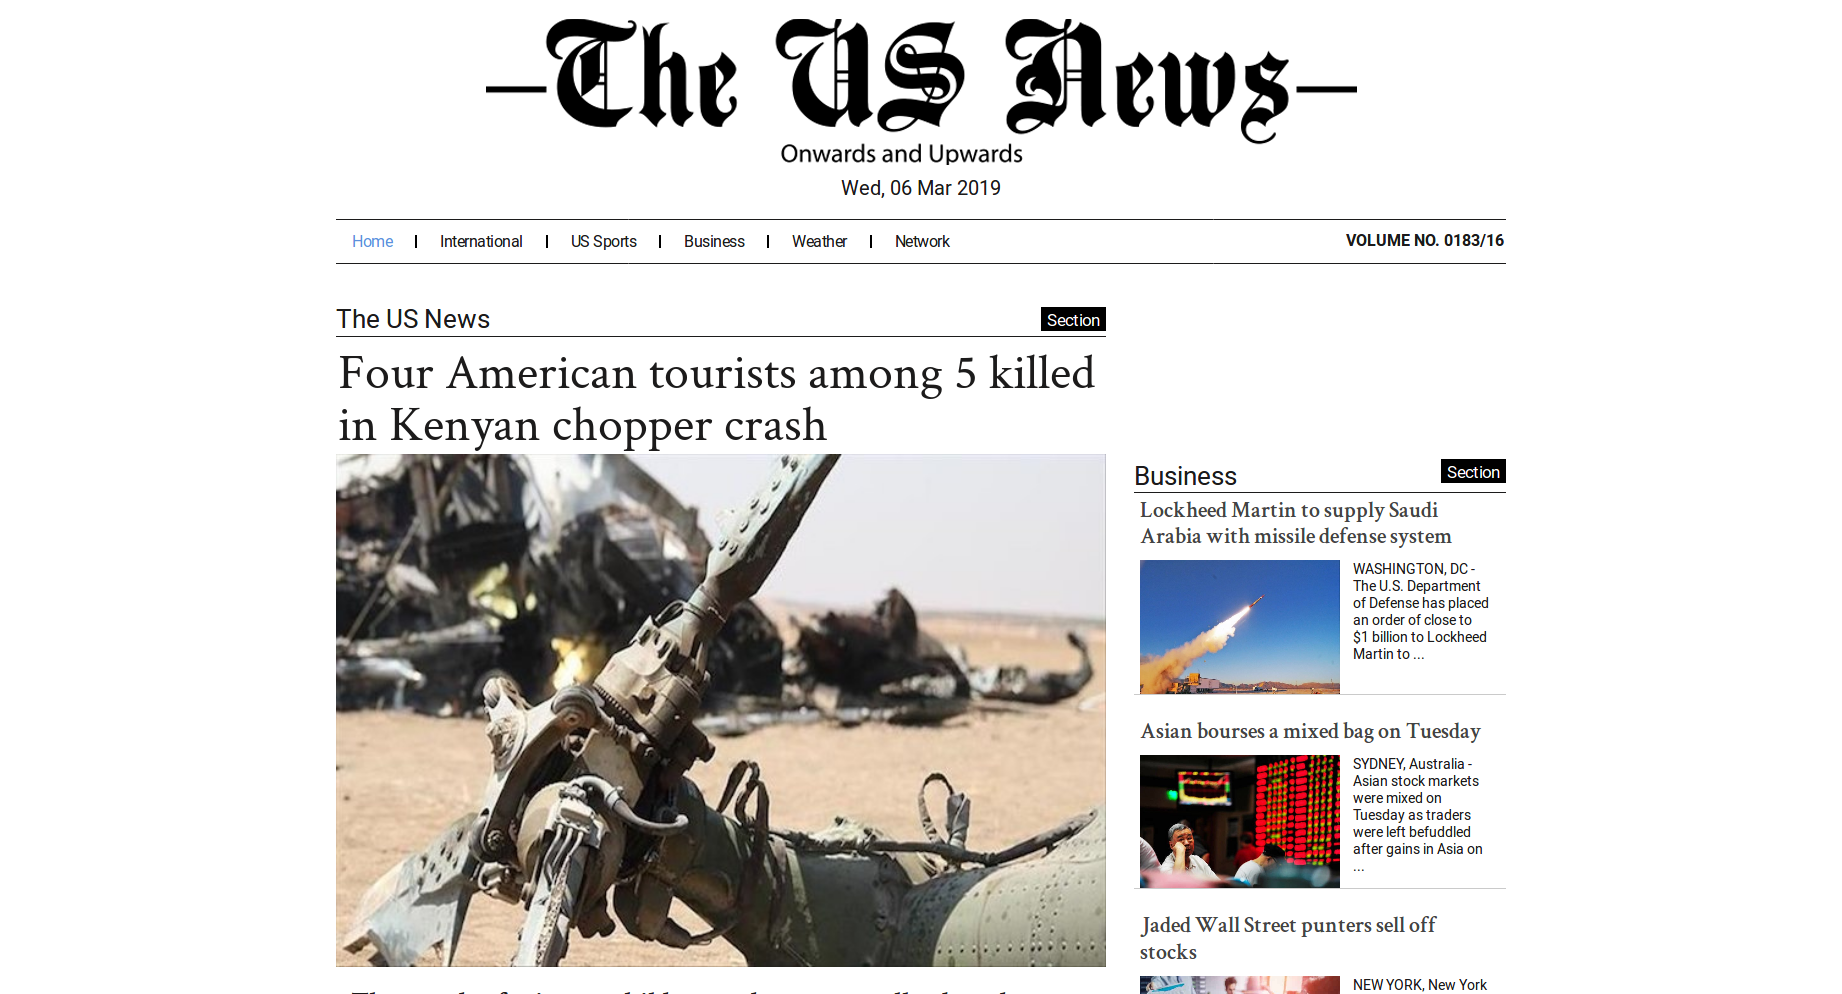 The US News
Onwards and Upwards
Wed, 06 Mar 2019
Home
International
US Sports
Business
Weather
Network
VOLUME NO. 0183/16
The US News
Section
Four American tourists among 5 killed
in Kenyan chopper crash
Business
Section
Lockheed Martin to supply Saudi
Arabia with missile defense system
WASHINGTON, DC -
The U.S. Department
of Defense has placed
an order of close to
$1 billion to Lockheed
Martin to ...
Asian bourses a mixed bag on Tuesday
SYDNEY, Australia -
Asian stock markets
were mixed on
Tuesday as traders
were left befuddled
after gains in Asia on
...
Jaded Wall Street punters sell off
stocks
NEW YORK, New York